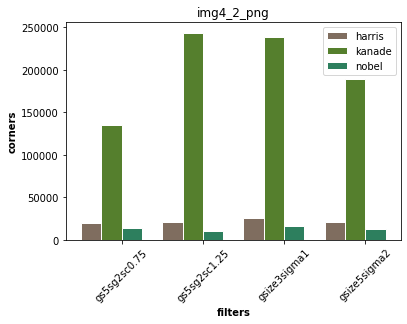 img4_2_png
harris
kanade
nobel
250000
200000
150000
100000
50000
0
corners
gs5sg2sc0.75
gs5sg2sc1.25
gsize3sigma1
gsize5sigma2
filters